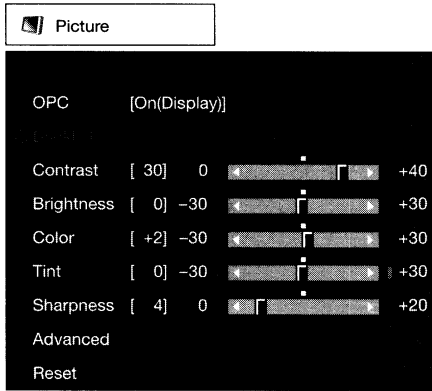 Picture
OPC [On(Display)]
Contrast [ 30] 0 +40
Brightness [ 0] −30 +30
Color [ +2] −30 +30
Tint [ 0] −30 +30
Sharpness [ 4] 0 +20
Advanced
Reset